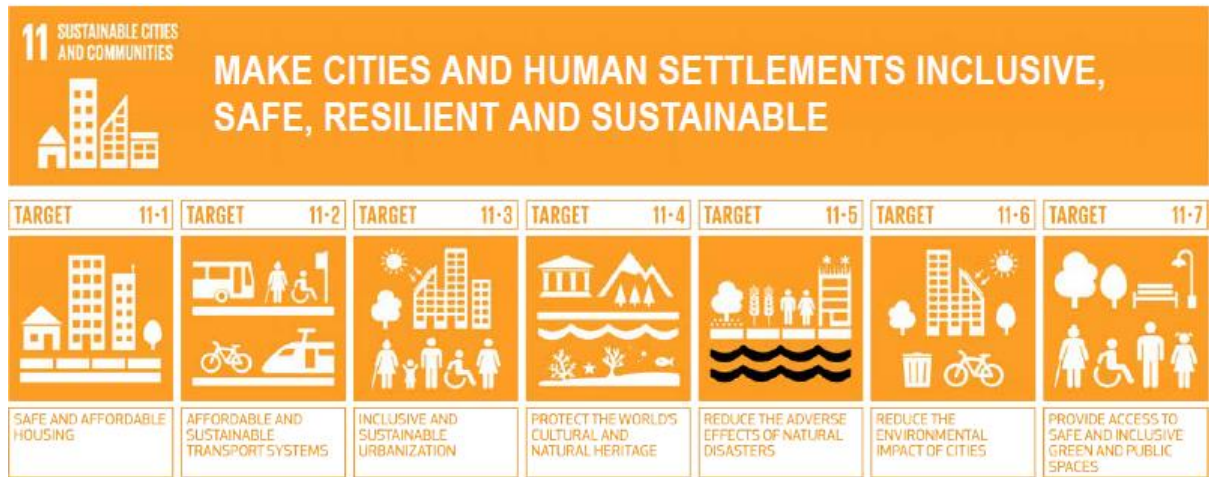 11 SUSTAINABLE CITIES
AND COMMUNITIES
MAKE CITIES AND HUMAN SETTLEMENTS INCLUSIVE,
SAFE, RESILIENT AND SUSTAINABLE
TARGET 11·1
SAFE AND AFFORDABLE
HOUSING
TARGET 11·2
AFFORDABLE AND
SUSTAINABLE
TRANSPORT SYSTEMS
TARGET 11·3
INCLUSIVE AND
SUSTAINABLE
URBANIZATION
TARGET 11·4
PROTECT THE WORLD'S
CULTURAL AND
NATURAL HERITAGE
TARGET 11·5
REDUCE THE ADVERSE
EFFECTS OF NATURAL
DISASTERS
TARGET 11·6
REDUCE THE
ENVIRONMENTAL
IMPACT OF CITIES
TARGET 11·7
PROVIDE ACCESS TO
SAFE AND INCLUSIVE
GREEN AND PUBLIC
SPACES